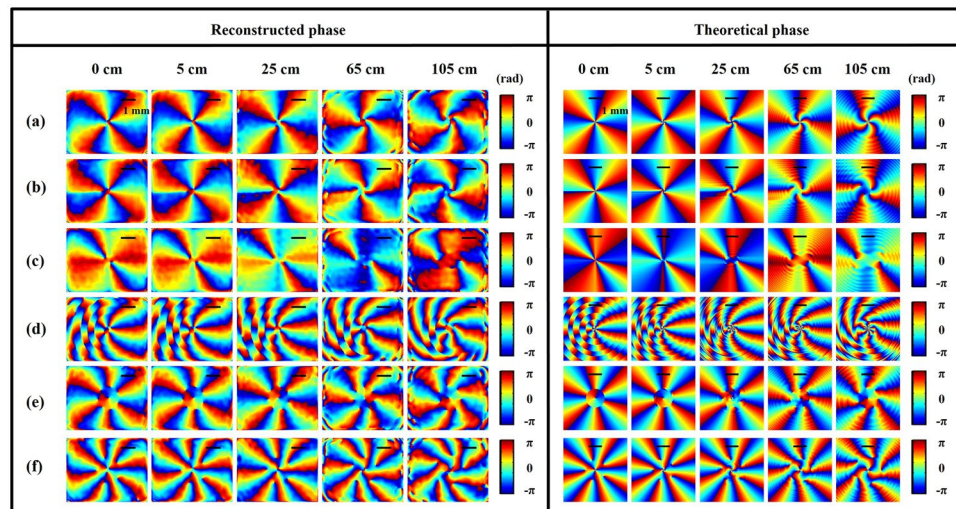 Reconstructed phase Theoretical phase
0 cm 5 cm 25 cm 65 cm 105 cm (rad) 0 cm 5 cm 25 cm 65 cm 105 cm (rad)
(a) 1 mm π 0 -π 1 mm π 0 -π
(b) π 0 -π π 0 -π
(c) π 0 -π π 0 -π
(d) π 0 -π π 0 -π
(e) π 0 -π π 0 -π
(f) π 0 -π π 0 -π